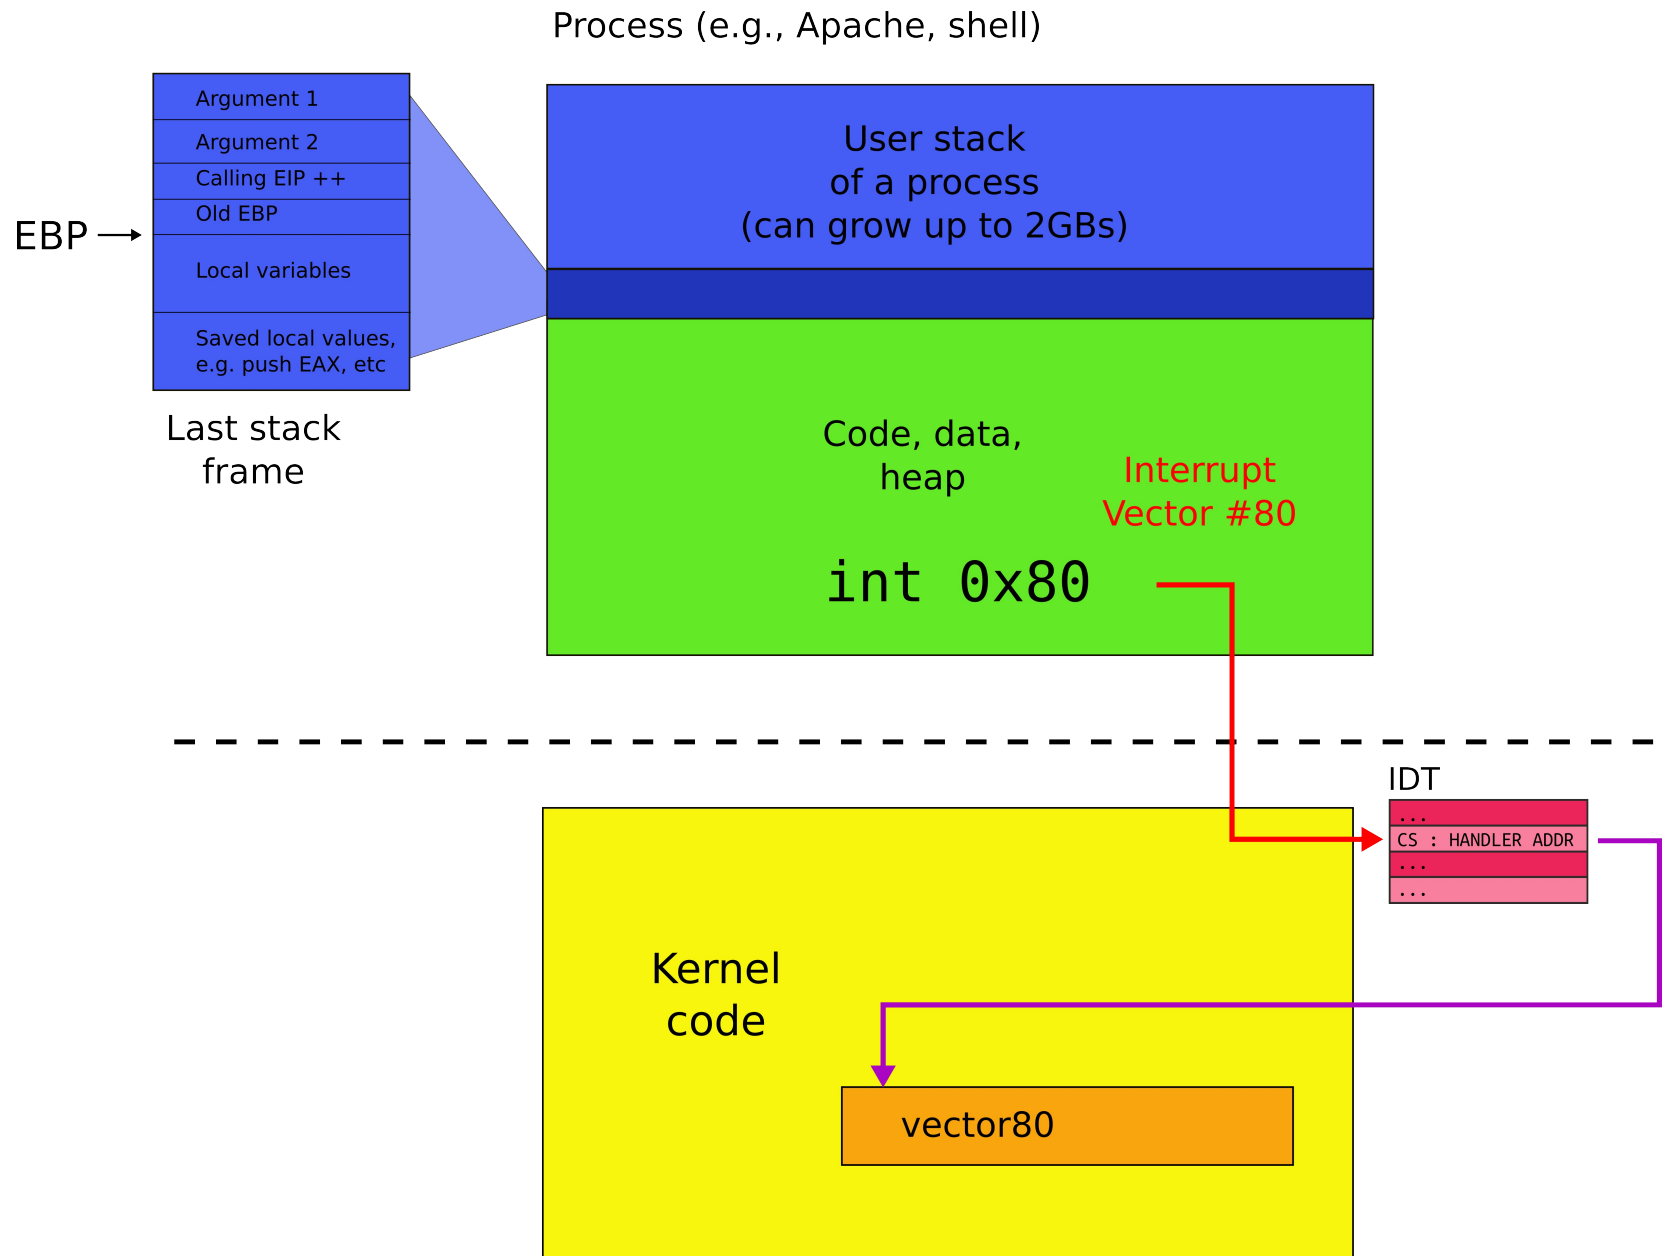 Process (e.g., Apache, shell)
Argument 1
Argument 2
Calling EIP ++
Old EBP
EBP
Local variables
Saved local values,
e.g. push EAX, etc
Last stack
frame
User stack
of a process
(can grow up to 2GBs)
Code, data,
heap
Interrupt
Vector #80
int 0x80
IDT
...
CS : HANDLER ADDR
...
...
Kernel
code
vector80